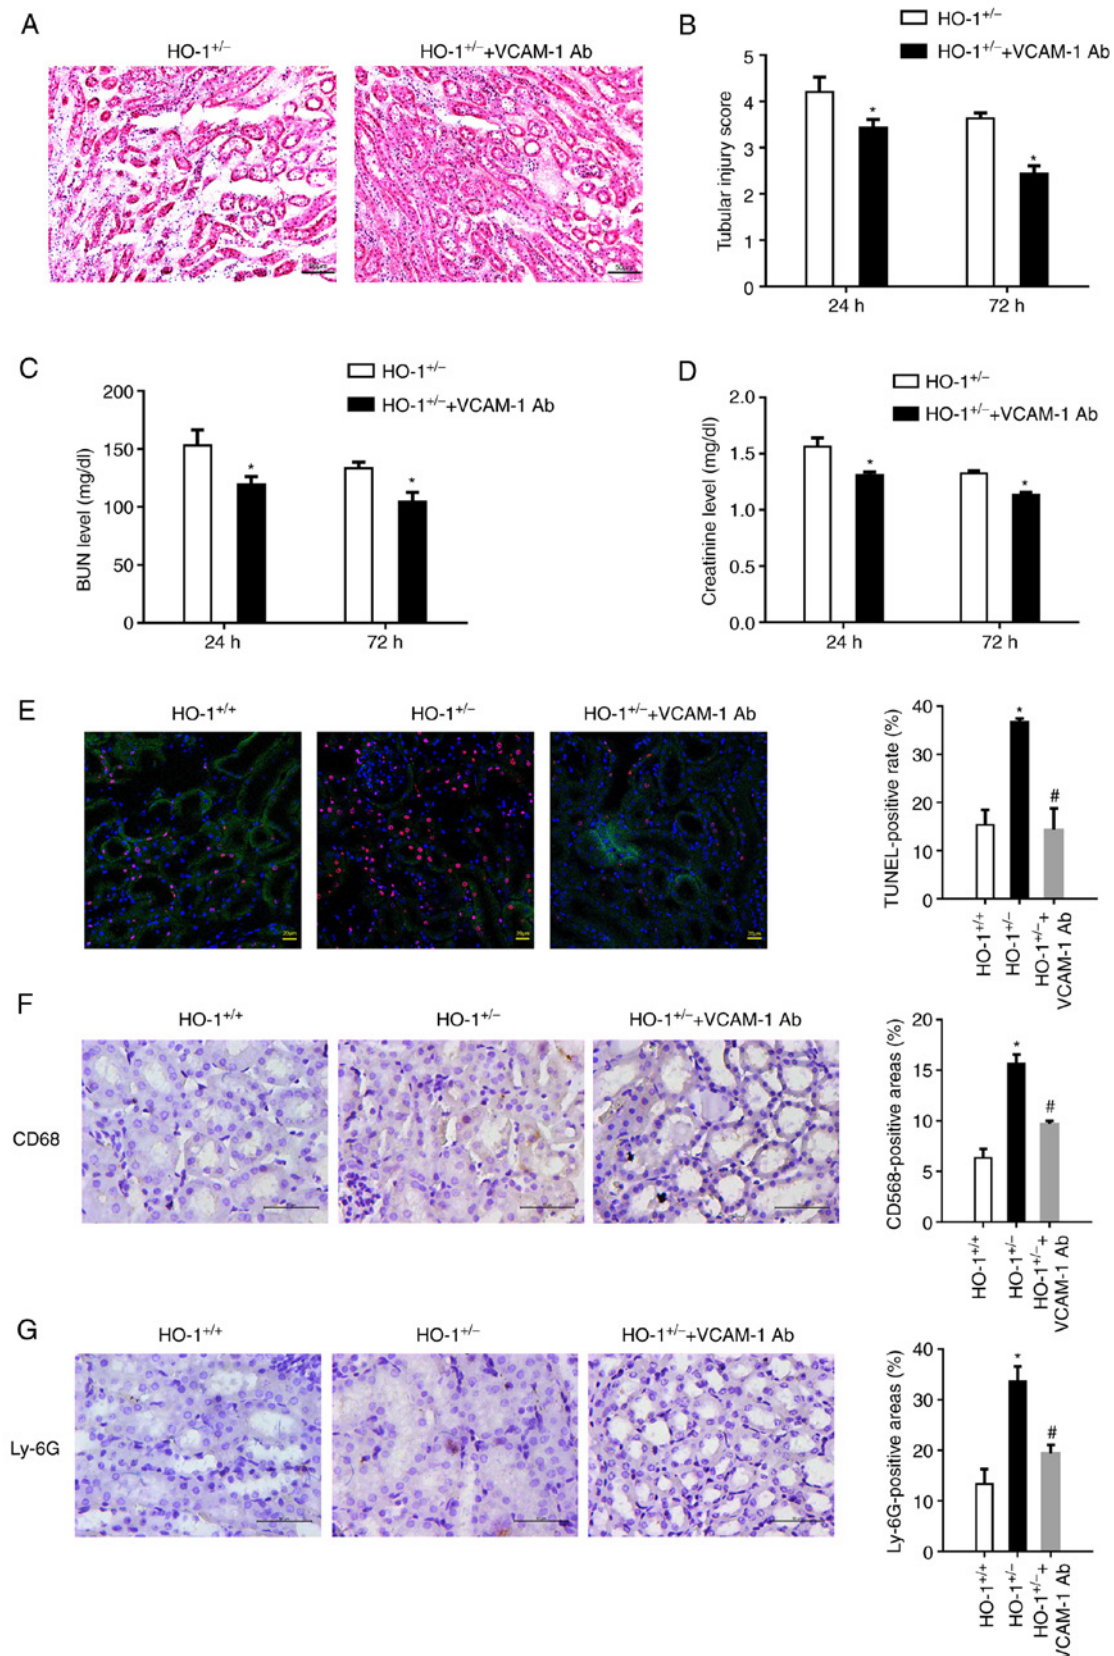 A
HO-1+/–
HO-1+/–+VCAM-1 Ab
50μm
B
HO-1+/–
HO-1+/–+VCAM-1 Ab
Tubular injury score
5
4
3
2
1
0
*
*
24 h
72 h
C
HO-1+/–
HO-1+/–+VCAM-1 Ab
BUN level (mg/dl)
200
150
100
50
0
*
*
24 h
72 h
D
HO-1+/–
HO-1+/–+VCAM-1 Ab
Creatinine level (mg/dl)
2.0
1.5
1.0
0.5
0.0
*
*
24 h
72 h
E
HO-1+/+
HO-1+/–
HO-1+/–+VCAM-1 Ab
20μm
20μm
20μm
TUNEL-positive rate (%)
40
30
20
10
0
*
#
HO-1+/+
HO-1+/–
HO-1+/–+
VCAM-1 Ab
F
HO-1+/+
HO-1+/–
HO-1+/–+VCAM-1 Ab
CD68
CD568-positive areas (%)
20
15
10
5
0
*
#
HO-1+/+
HO-1+/–
HO-1+/–+
VCAM-1 Ab
G
HO-1+/+
HO-1+/–
HO-1+/–+VCAM-1 Ab
Ly-6G
Ly-6G-positive areas (%)
40
30
20
10
0
*
#
HO-1+/+
HO-1+/–
HO-1+/–+
VCAM-1 Ab